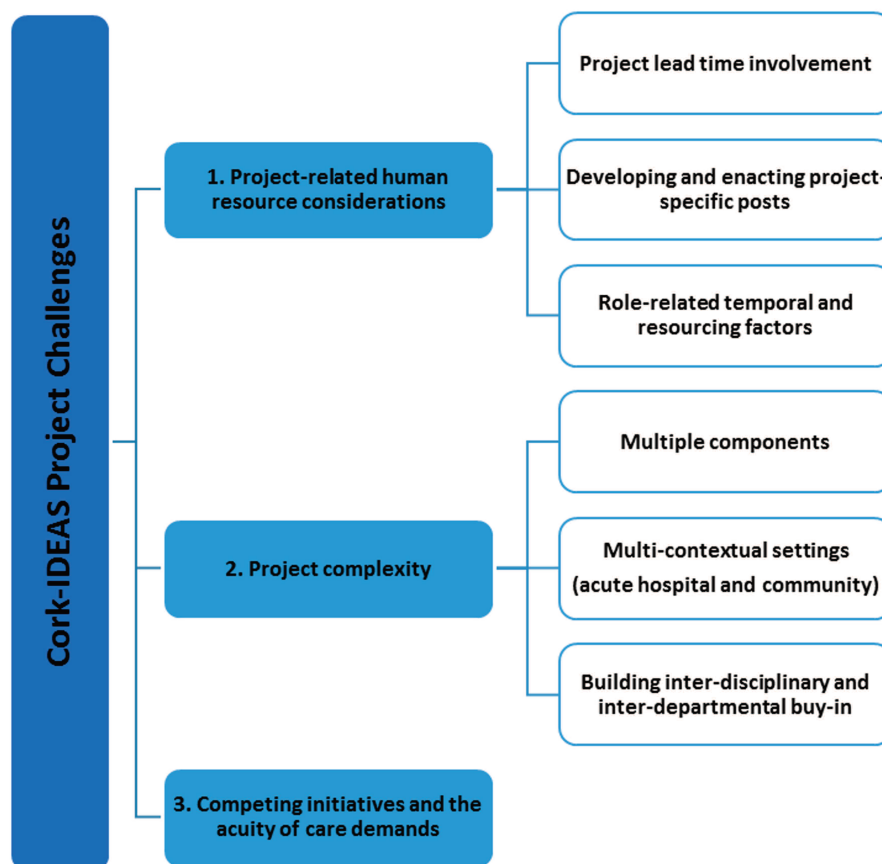 Cork-IDEAS Project Challenges
1. Project-related human
resource considerations
Project lead time involvement
Developing and enacting project-
specific posts
Role-related temporal and
resourcing factors
2. Project complexity
Multiple components
Multi-contextual settings
(acute hospital and community)
Building inter-disciplinary and
inter-departmental buy-in
3. Competing initiatives and the
acuity of care demands